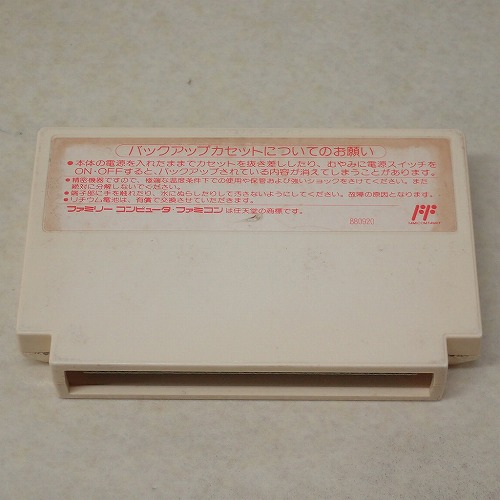 バックアップカセットについてのお願い
●本体の電源を入れたままでカセットを抜き差ししたり、むやみに電源スイッチを
ON・OFFすると、バックアップされている内容が消えてしまうことがあります。
●精密機器ですので、極端な温度条件下での使用や保管および強いショックをさけてください。また
絶対に分解しないでください。
●端子部に手を触れたり、水にぬらしたりして汚さないようにしてください。故障の原因となります。
●リチウム電池は、有償で交換させていただきます。
ファミリーコンピュータ・ファミコンは任天堂の商標です。
880920